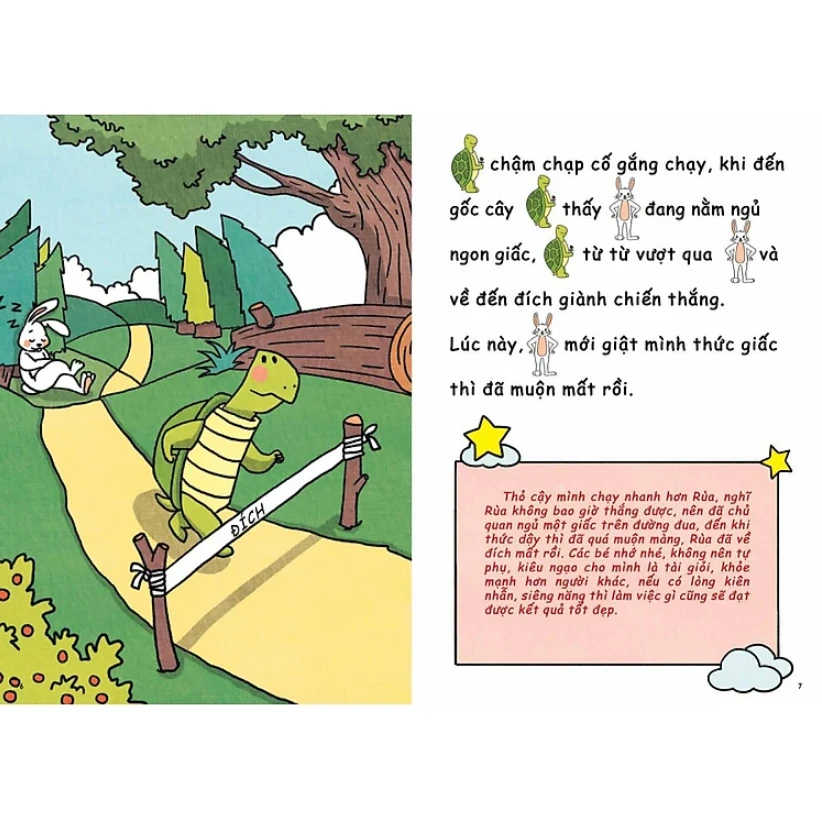 zzz
ĐÍCH
6
chậm chạp cố gắng chạy, khi đến
gốc cây thấy đang nằm ngủ
ngon giấc, từ từ vượt qua và
về đến đích giành chiến thắng.
Lúc này, mới giật mình thức giấc
thì đã muộn mất rồi.
Thỏ cậy mình chạy nhanh hơn Rùa, nghĩ
Rùa không bao giờ thắng được, nên đã chủ
quan ngủ một giấc trên đường đua, đến khi
thức dậy thì đã quá muộn màng, Rùa đã về
đích mất rồi. Các bé nhớ nhé, không nên tự
phụ, kiêu ngạo cho mình là tài giỏi, khỏe
mạnh hơn người khác, nếu có lòng kiên
nhẫn, siêng năng thì làm việc gì cũng sẽ đạt
được kết quả tốt đẹp.
7